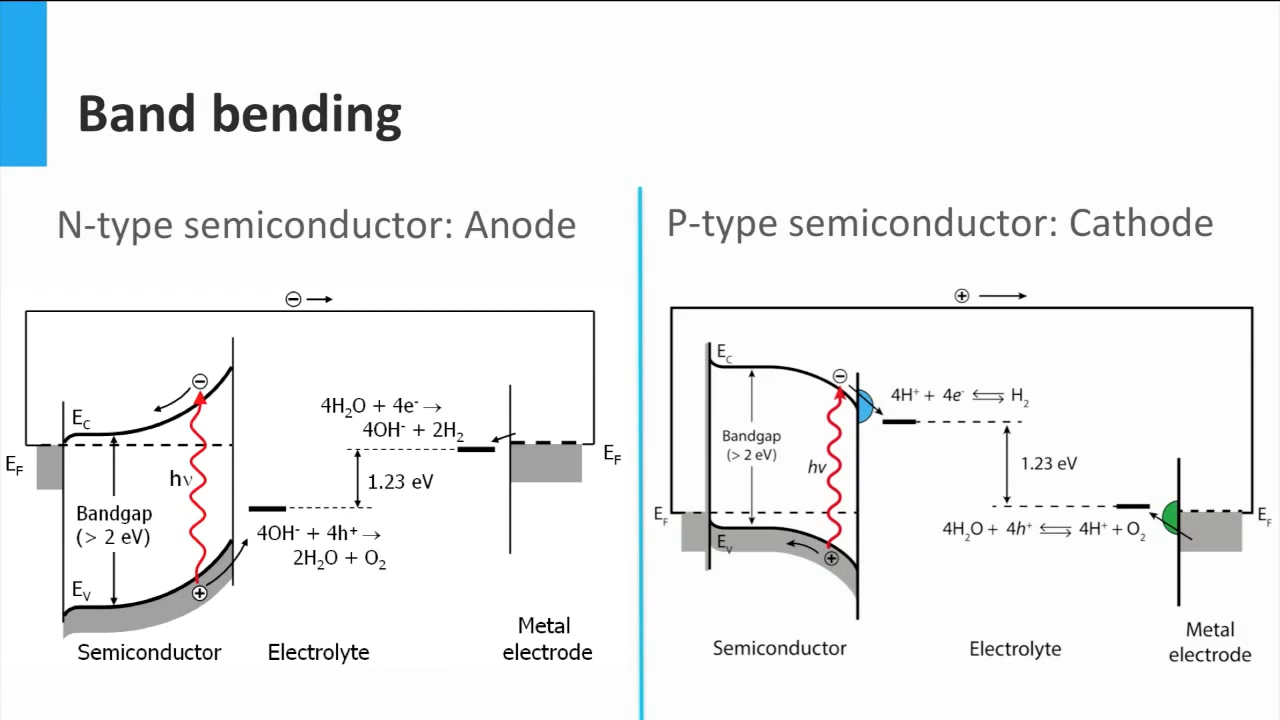 Band bending
N-type semiconductor: Anode
⊖→
E_C
E_F
hν
Bandgap
(> 2 eV)
E_V
4H₂O + 4e⁻ →
4OH⁻ + 2H₂
1.23 eV
4OH⁻ + 4h⁺ →
2H₂O + O₂
E_F
⊖
⊕
Semiconductor
Electrolyte
Metal
electrode
P-type semiconductor: Cathode
⊕ →
E_C
⊖
Bandgap
(> 2 eV)
hν
E_F
E_V
⊕
4H⁺ + 4e⁻ ⇌ H₂
1.23 eV
4H₂O + 4h⁺ ⇌ 4H⁺ + O₂
E_F
Semiconductor
Electrolyte
Metal
electrode